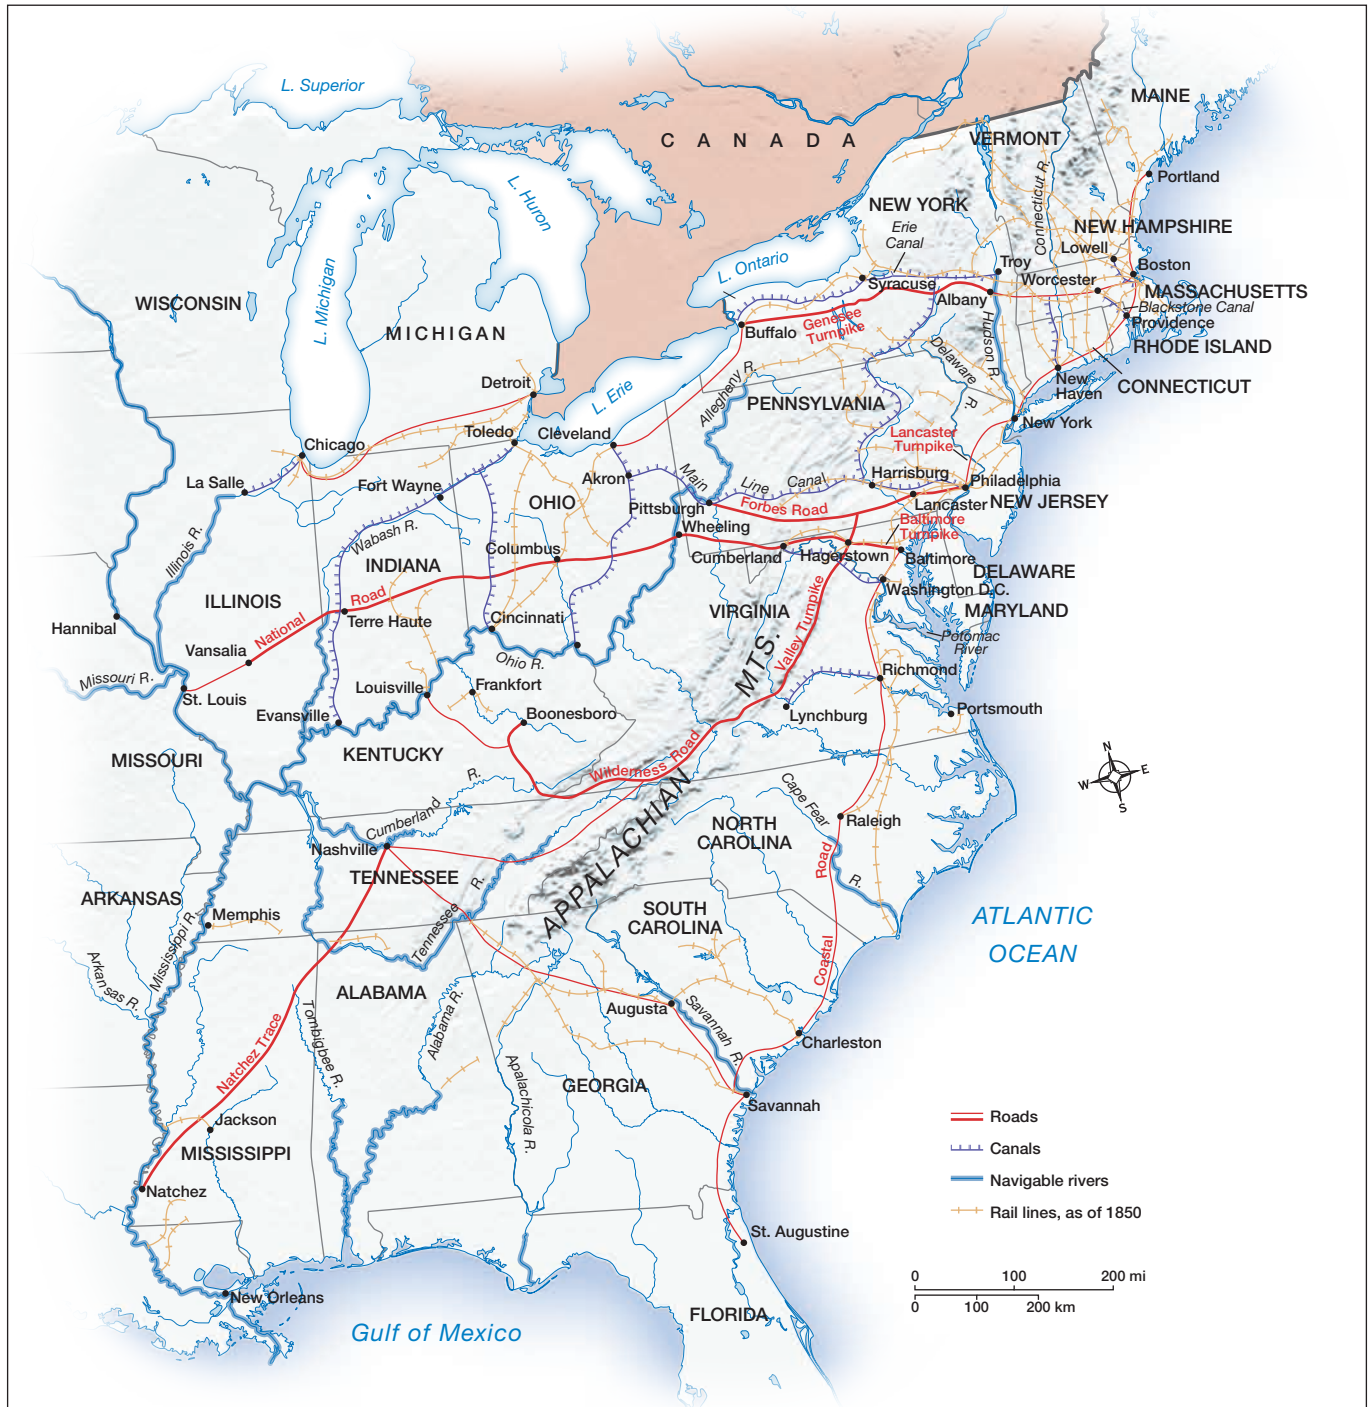 L. Superior
MAINE
C A N A D A
VERMONT
Connecticut R.
Portland
L. Huron
NEW YORK
Erie
Canal
NEW HAMPSHIRE
Lowell
L. Ontario
Troy
Boston
L. Michigan
Syracuse
Worcester
WISCONSIN
Albany
MASSACHUSETTS
Blackstone Canal
MICHIGAN
Buffalo
Genesee
Turnpike
Hudson R.
Providence
RHODE ISLAND
Delaware
R.
Detroit
L. Erie
Allegheny R.
New
Haven
CONNECTICUT
PENNSYLVANIA
New York
Toledo
Cleveland
Lancaster
Turnpike
Chicago
La Salle
Fort Wayne
Akron
Main
Line
Canal
Harrisburg
Philadelphia
OHIO
Pittsburgh
Forbes Road
Lancaster
NEW JERSEY
Illinois R.
Wabash R.
Wheeling
Baltimore
Turnpike
Columbus
Cumberland
Hagerstown
Baltimore
INDIANA
DELAWARE
Washington D.C.
ILLINOIS
National
Road
VIRGINIA
MARYLAND
Hannibal
Terre Haute
Cincinnati
Valley Turnpike
Potomac
River
Vansalia
Ohio R.
MTS.
Missouri R.
Richmond
St. Louis
Louisville
Frankfort
Evansville
Boonesboro
Lynchburg
Portsmouth
MISSOURI
KENTUCKY
Wilderness Road
N
W
E
S
Cumberland
R.
APPALACHIAN
Cape Fear
R.
Nashville
NORTH
CAROLINA
Raleigh
TENNESSEE
Road
ARKANSAS
Tennessee
R.
SOUTH
CAROLINA
Memphis
Mississippi R.
ATLANTIC
OCEAN
Arkansas R.
Coastal
ALABAMA
Tombigbee R.
Alabama R.
Augusta
Savannah R.
Natchez Trace
Charleston
Apalachicola R.
GEORGIA
Savannah
Jackson
MISSISSIPPI
Natchez
St. Augustine
New Orleans
FLORIDA
Gulf of Mexico
Roads
Canals
Navigable rivers
Rail lines, as of 1850
0 100 200 mi
0 100 200 km